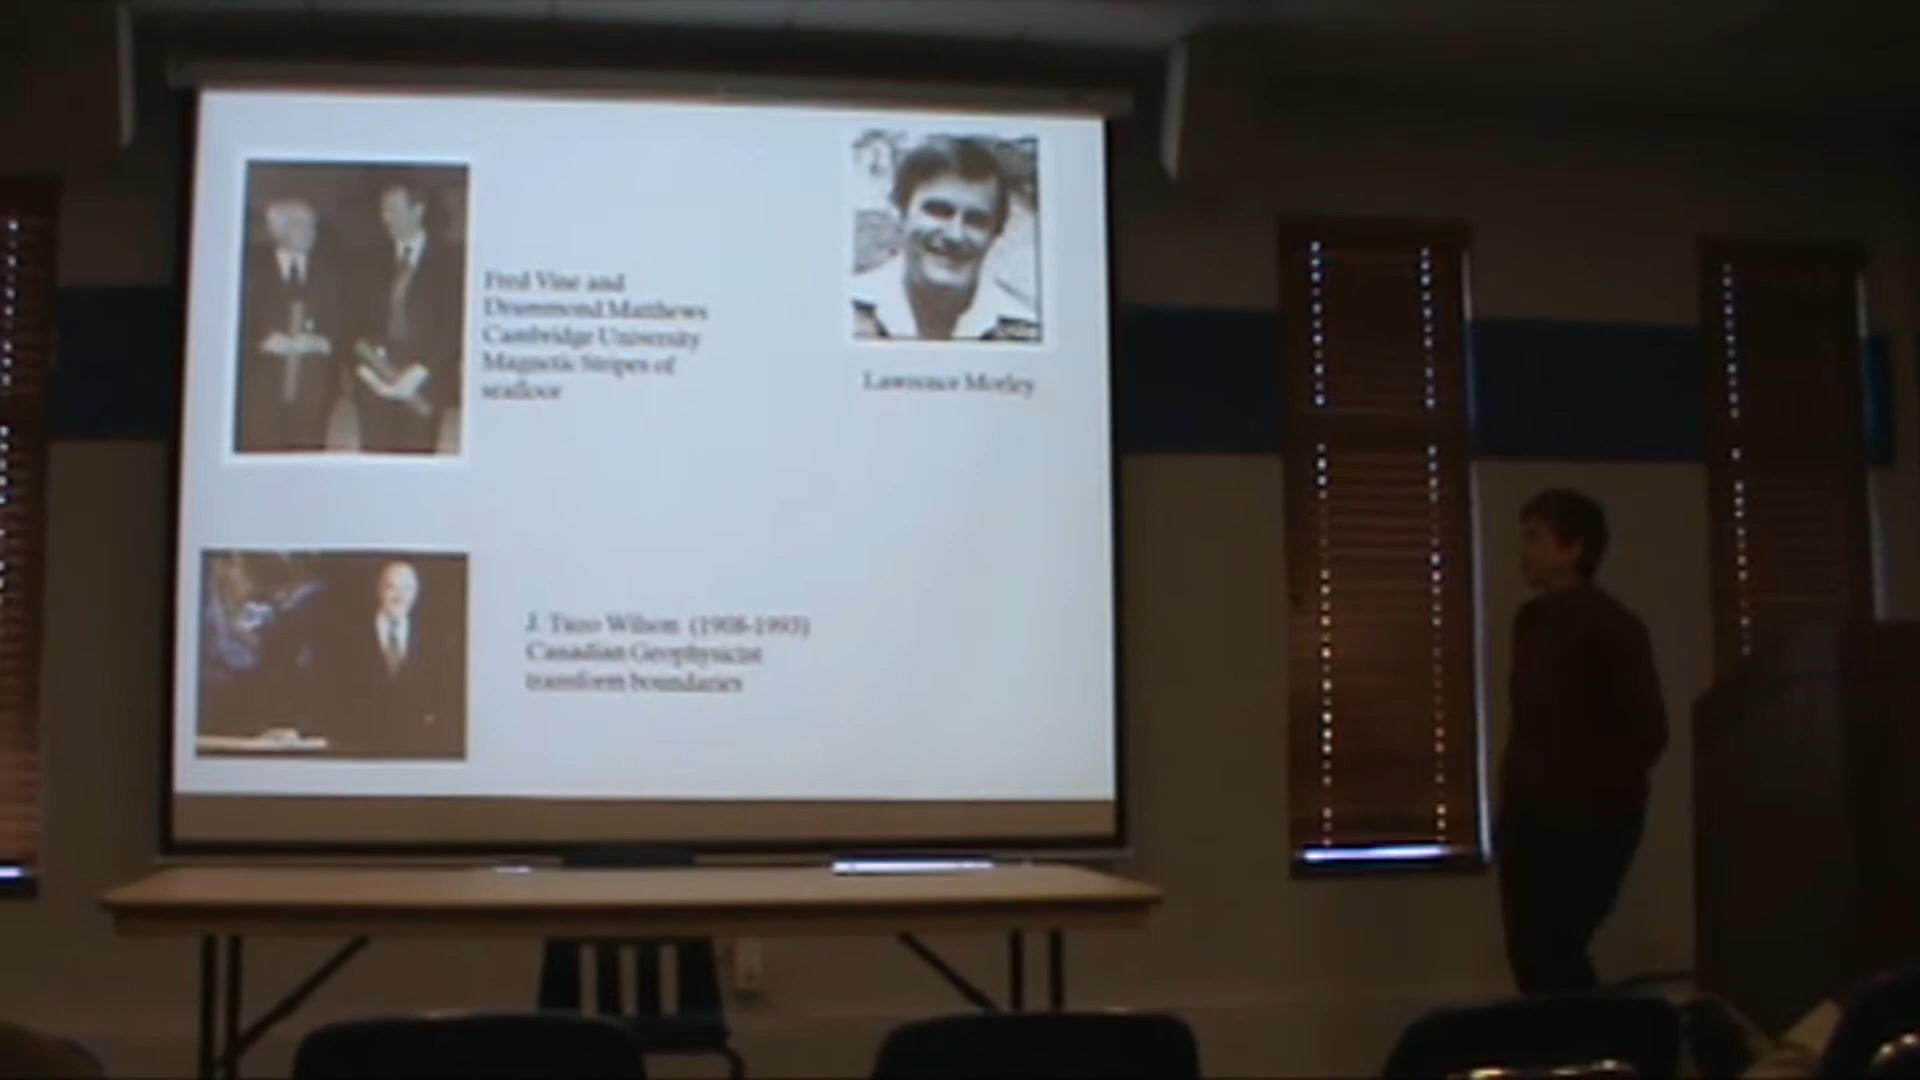 Fred Vine and
Drummond Matthews
Cambridge University
Magnetic Stripes of
seafloor
Lawrence Morley
J. Tuzo Wilson (1908-1993)
Canadian Geophysicist
transform boundaries